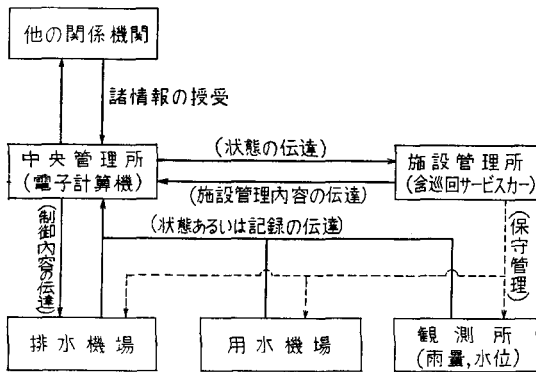 他の関係機関
諸情報の授受
中央管理所
(電子計算機)
(状態の伝達)
(施設管理内容の伝達)
施設管理所
(含巡回サービスカー)
(状態あるいは記録の伝達)
(制御内容の伝達)
(保守管理)
排水機場
用水機場
観測所
(雨量,水位)